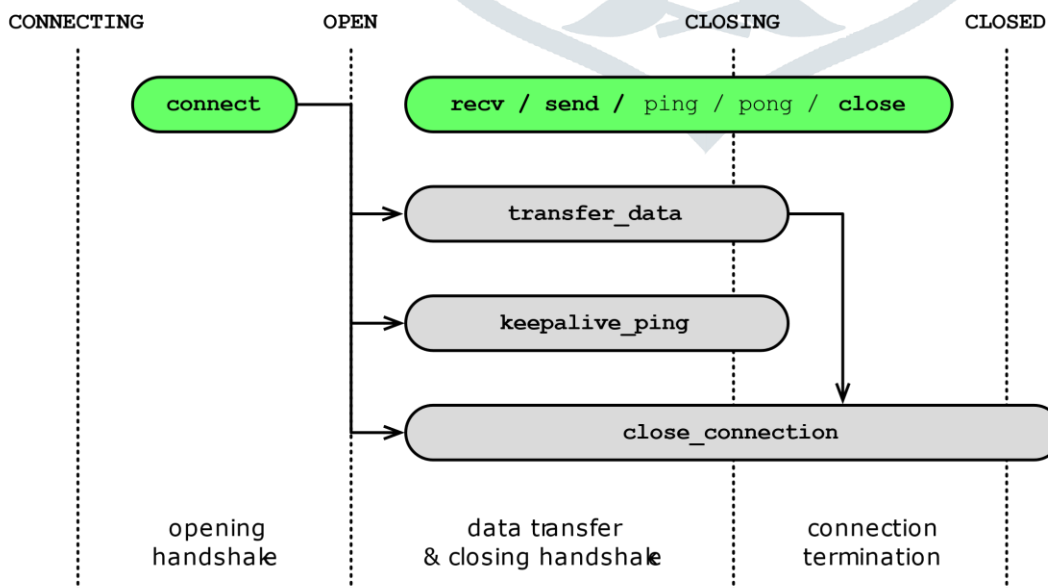 CONNECTING OPEN CLOSING CLOSED
connect
recv / send / ping / pong / close
transfer_data
keepalive_ping
close_connection
opening data transfer connection
handshake & closing handshake termination